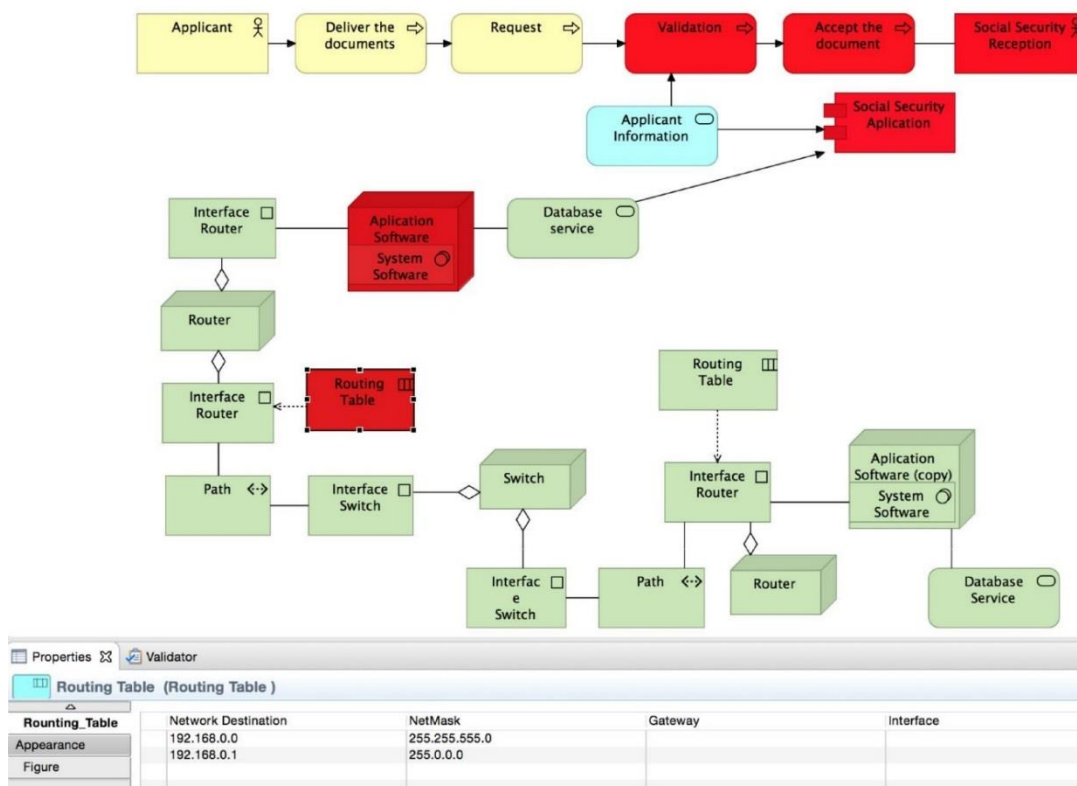 Applicant
Deliver the
documents
Request
Validation
Accept the
document
Social Security
Reception
Applicant
Information
Social Security
Aplication
Interface
Router
Aplication
Software
System
Software
Database
service
Router
Interface
Router
Routing
Table
Routing
Table
Path
Interface
Switch
Switch
Interface
Router
Aplication
Software (copy)
System
Software
Interfac
e
Switch
Path
Router
Database
Service
Properties
Validator
Routing Table (Routing Table )
Rounting_Table
Network Destination NetMask Gateway Interface
192.168.0.0 255.255.555.0
Appearance
192.168.0.1 255.0.0.0
Figure